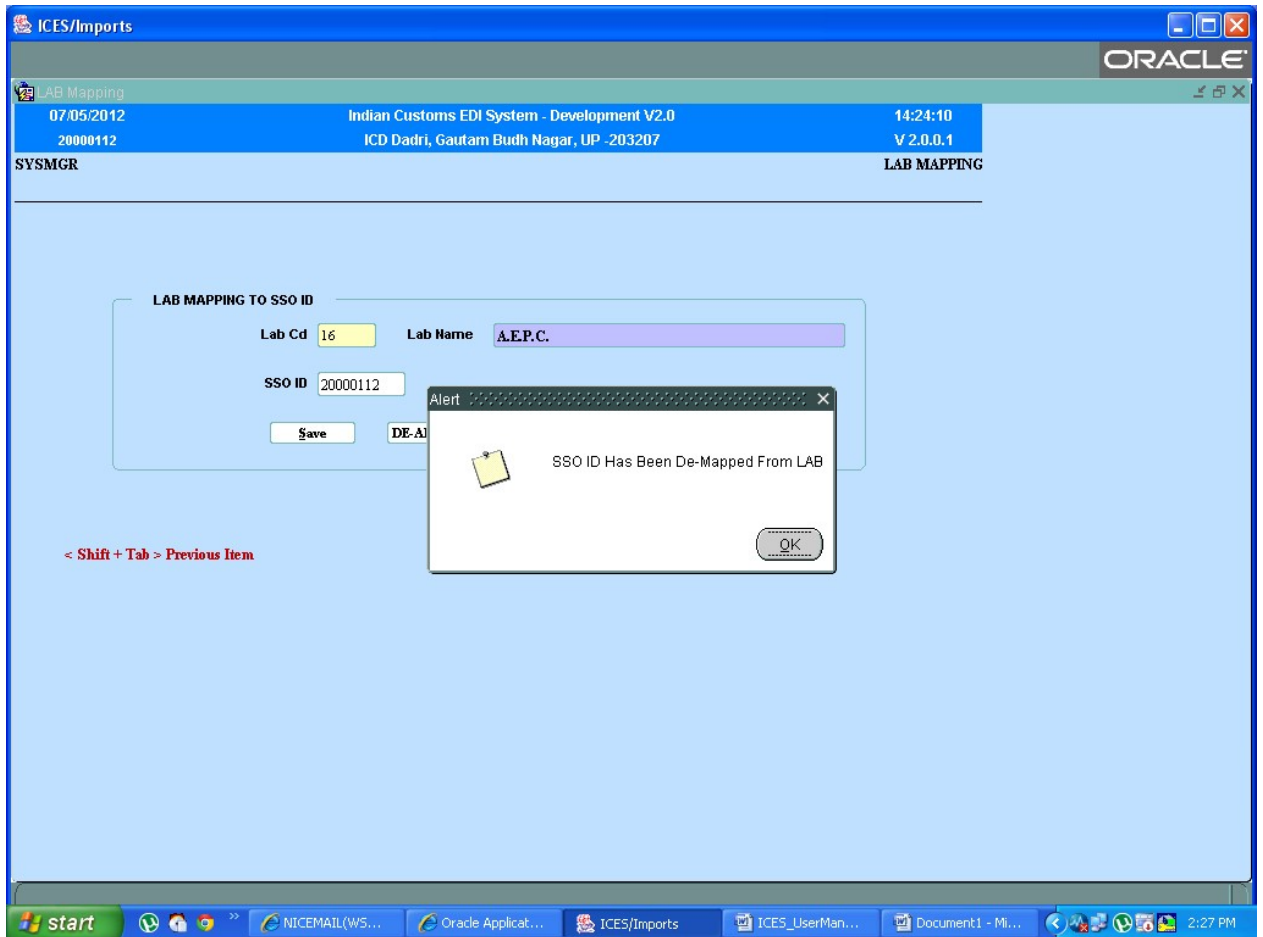 ICES/Imports
ORACLE
LAB Mapping
07/05/2012 Indian Customs EDI System - Development V2.0 14:24:10
20000112 ICD Dadri, Gautam Budh Nagar, UP -203207 V 2.0.0.1
SYSMGR LAB MAPPING
LAB MAPPING TO SSO ID
Lab Cd 16 Lab Name A.E.P.C.
SSO ID 20000112
Alert
Save
SSO ID Has Been De-Mapped From LAB
OK
< Shift + Tab > Previous Item
start NICEMAIL(WS... Oracle Applicat... ICES/Imports ICES_UserMan... Document1 - Mi... 2:27 PM